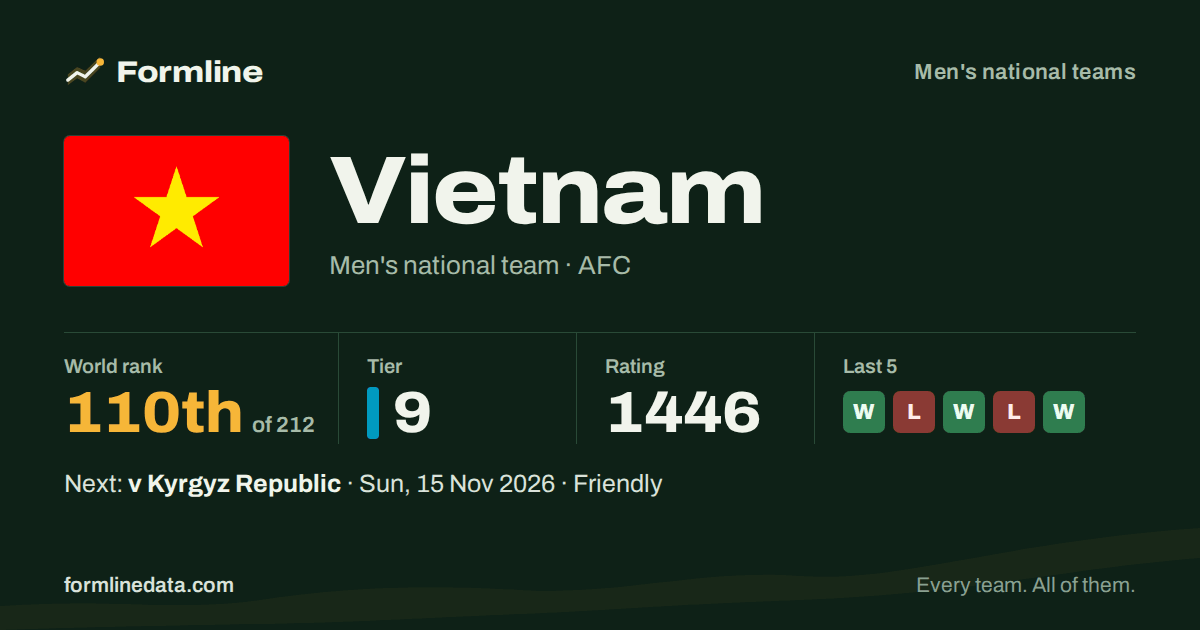 Formline
Men's national teams
Vietnam
Men's national team · AFC
World rank
110th of 212
Tier
9
Rating
1446
Last 5
W L W L W
Next: v Kyrgyz Republic · Sun, 15 Nov 2026 · Friendly
formlinedata.com
Every team. All of them.